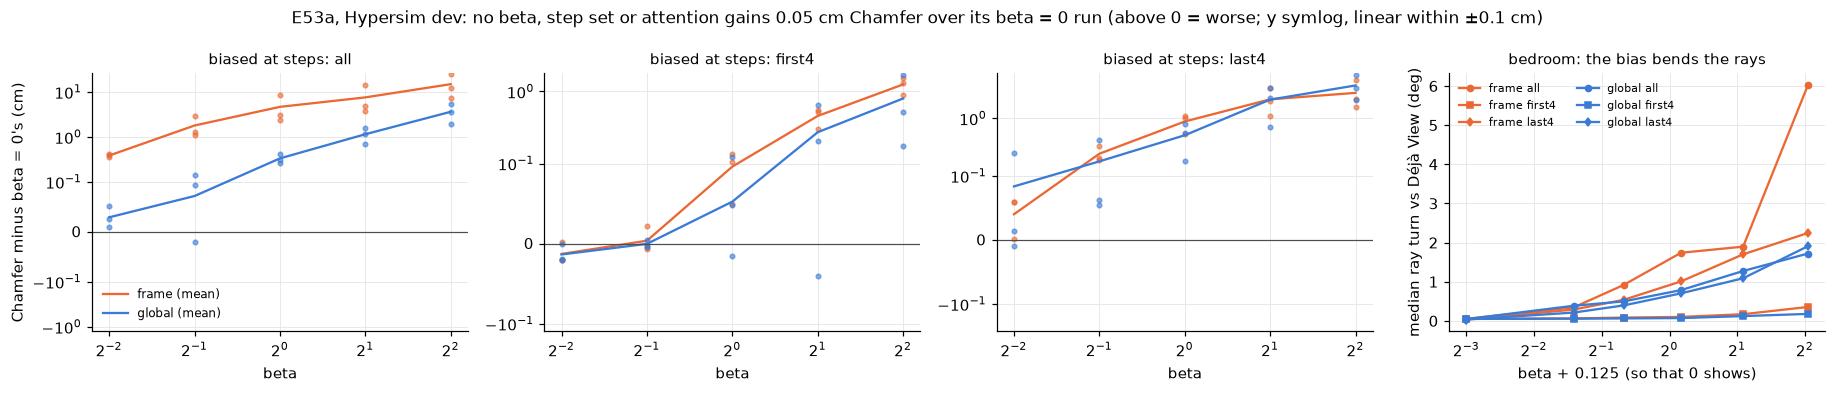 E53a, Hypersim dev: no beta, step set or attention gains 0.05 cm Chamfer over its beta = 0 run (above 0 = worse; y symlog, linear within ±0.1 cm)
biased at steps: all
Chamfer minus beta = 0's (cm)
10¹
10⁰
10⁻¹
0
−10⁻¹
−10⁰
frame (mean)
global (mean)
2⁻² 2⁻¹ 2⁰ 2¹ 2²
beta
biased at steps: first4
10⁰
10⁻¹
0
−10⁻¹
2⁻² 2⁻¹ 2⁰ 2¹ 2²
beta
biased at steps: last4
10⁰
10⁻¹
0
−10⁻¹
2⁻² 2⁻¹ 2⁰ 2¹ 2²
beta
bedroom: the bias bends the rays
median ray turn vs Déjà View (deg)
6
5
4
3
2
1
0
frame all
frame first4
frame last4
global all
global first4
global last4
2⁻³ 2⁻² 2⁻¹ 2⁰ 2¹ 2²
beta + 0.125 (so that 0 shows)